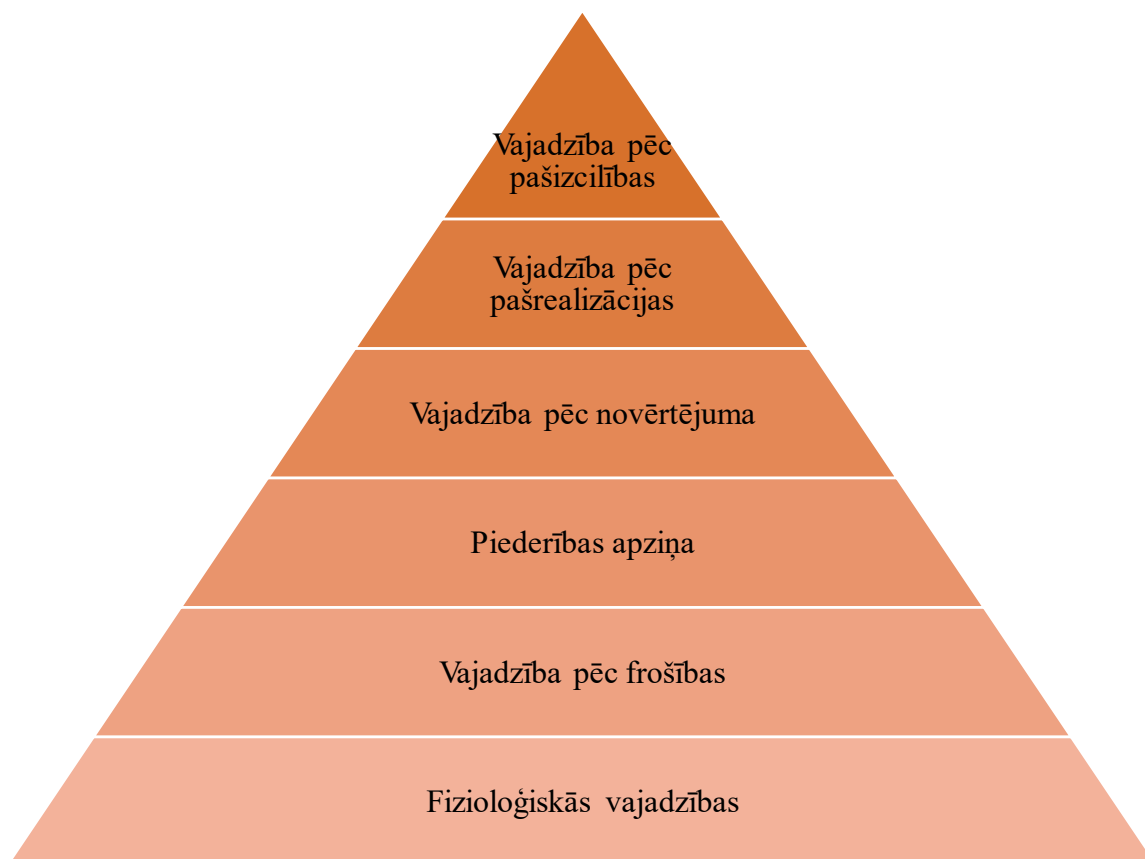 Vajadzība pēc
pašizcilības
Vajadzība pēc
pašrealizācijas
Vajadzība pēc novērtējuma
Piederības apziņa
Vajadzība pēc frošības
Fizioloģiskās vajadzības